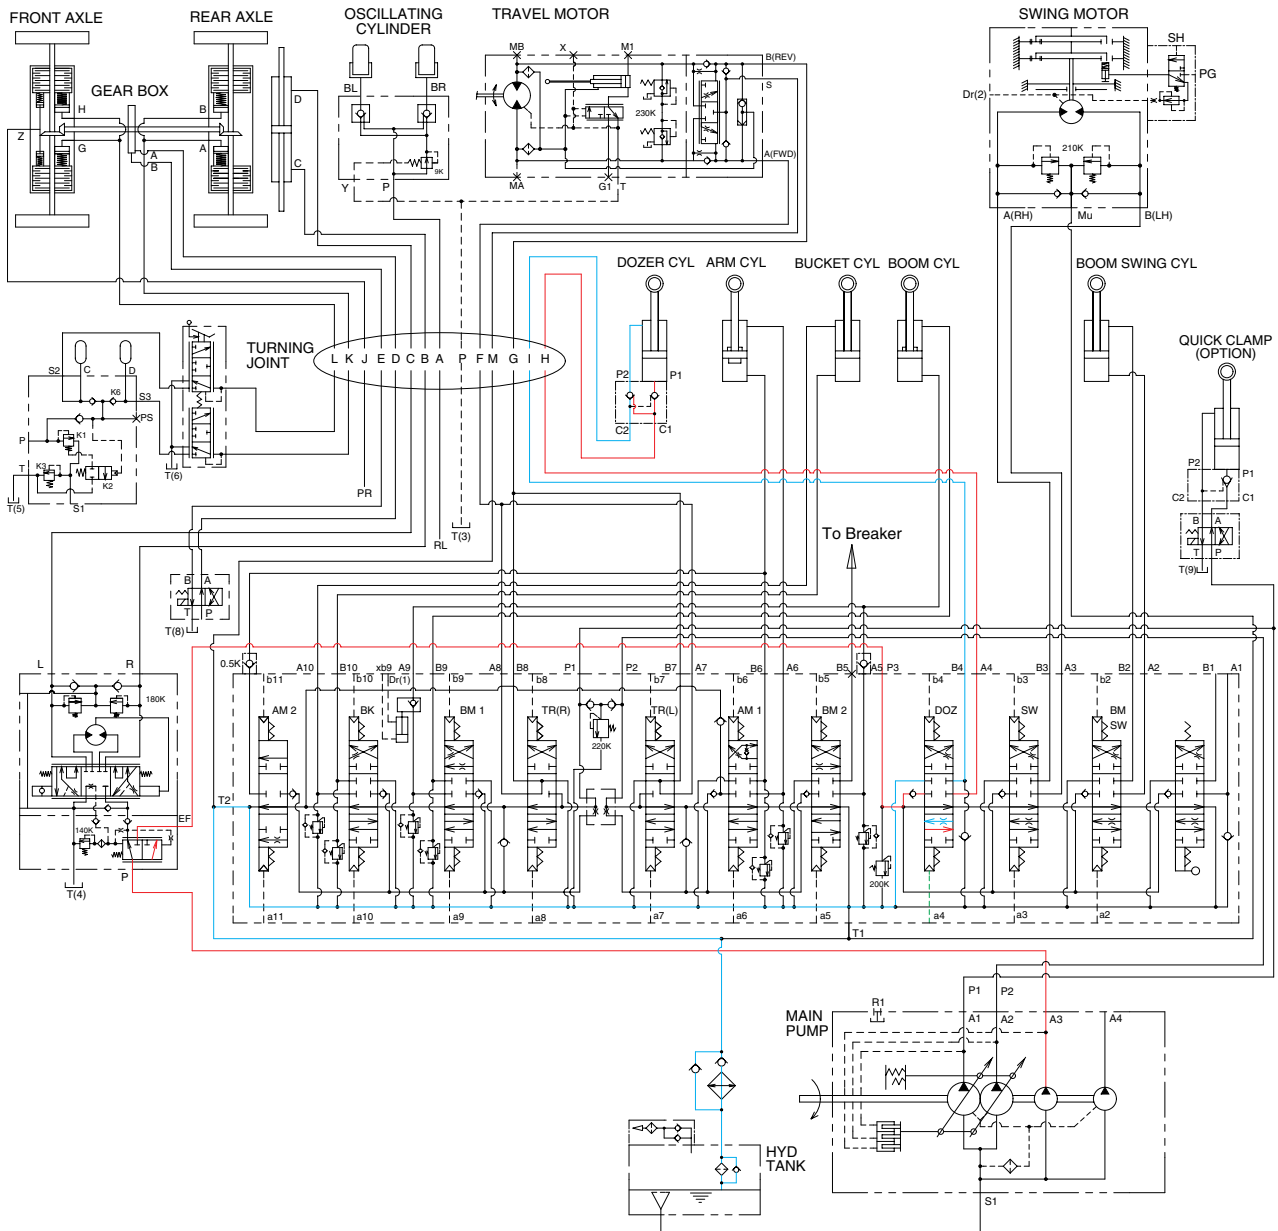 FRONT AXLE
REAR AXLE
OSCILLATING
CYLINDER
TRAVEL MOTOR
SWING MOTOR
MB
X
M1
B(REV)
SH
GEAR BOX
BL
BR
S
PG
D
Dr(2)
H
B
Z
230K
G
A
A
B
C
210K
A(FWD)
9K
Y
P
MA
G1
T
A(RH)
Mu
B(LH)
DOZER CYL
ARM CYL
BUCKET CYL
BOOM CYL
BOOM SWING CYL
QUICK CLAMP
(OPTION)
TURNING
JOINT
L K J E D C B A P F M G I H
S2
C
D
P2
P1
K6
S3
PS
P
K1
C2
C1
T
K3
K2
T(6)
T(5)
S1
PR
P2
P1
C2
C1
B
A
T
P
T(9)
RL
T(3)
To Breaker
B
A
T
P
T(8)
L
R
0.5K
A10
B10
xb9
A9
B9
A8
B8
P1
P2
B7
A7
B6
A6
B5
A5
P3
B4
A4
B3
A3
B2
A2
B1
A1
b11
b10
Dr(1)
b9
b8
b7
b6
b5
b4
b3
b2
180K
AM 2
BK
BM 1
TR(R)
TR(L)
AM 1
BM 2
DOZ
SW
BM
SW
220K
T2
EF
140K
P
T(4)
200K
a11
a10
a9
a8
a7
a6
a5
a4
a3
a2
T1
P1
P2
R1
MAIN
PUMP
A1
A2
A3
A4
HYD
TANK
S1